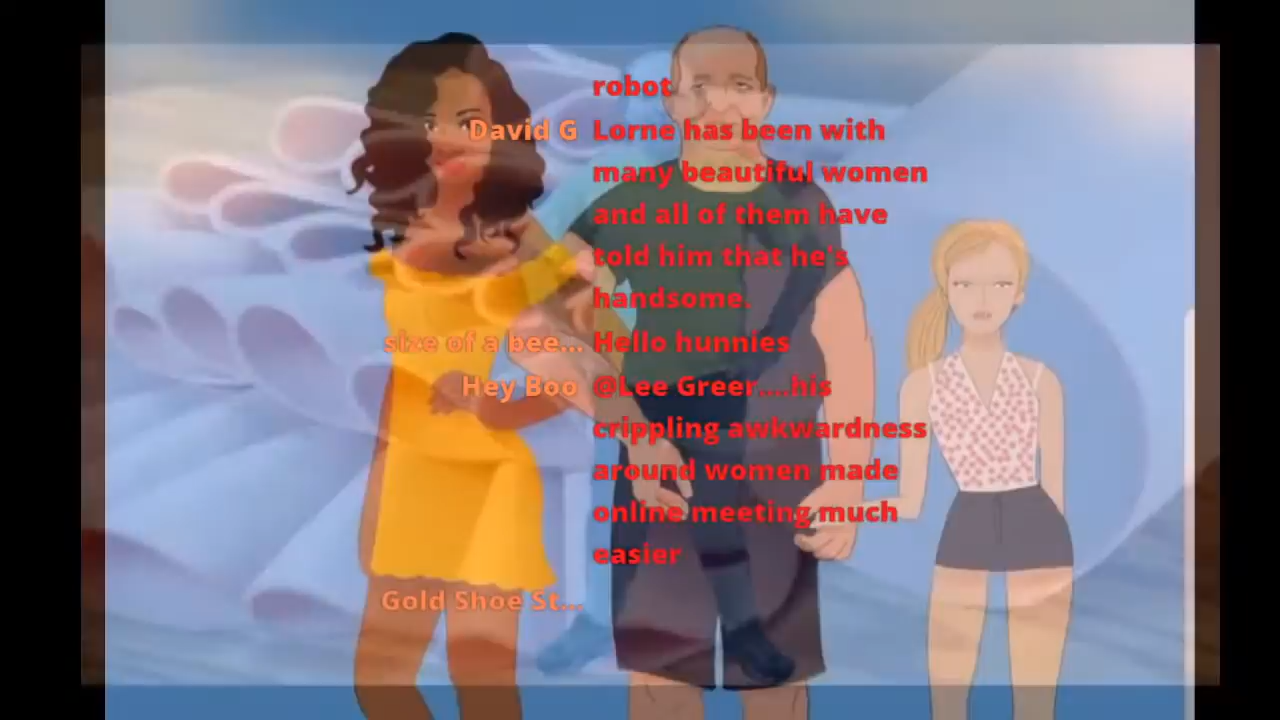 robot
David G Lorne has been with
many beautiful women
and all of them have
told him that he's
handsome.
size of a bee... Hello hunnies
Hey Boo @Lee Greer....his
crippling awkwardness
around women made
online meeting much
easier
Gold Shoe St...